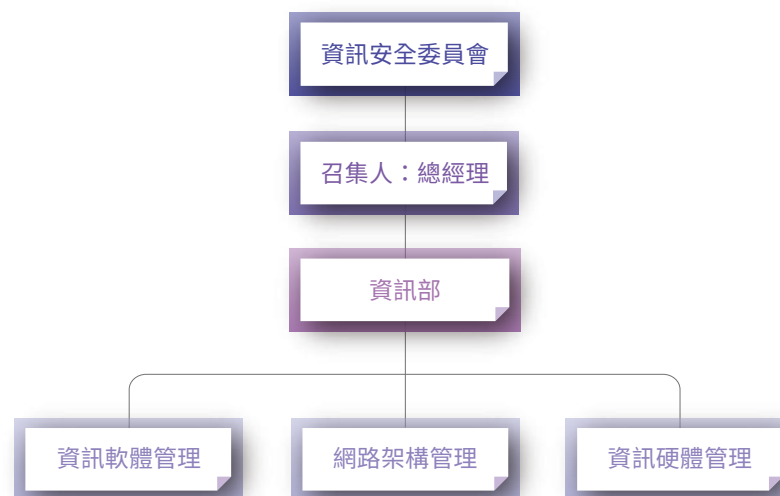 資訊安全委員會
召集人：總經理
資訊部
資訊軟體管理
網路架構管理
資訊硬體管理